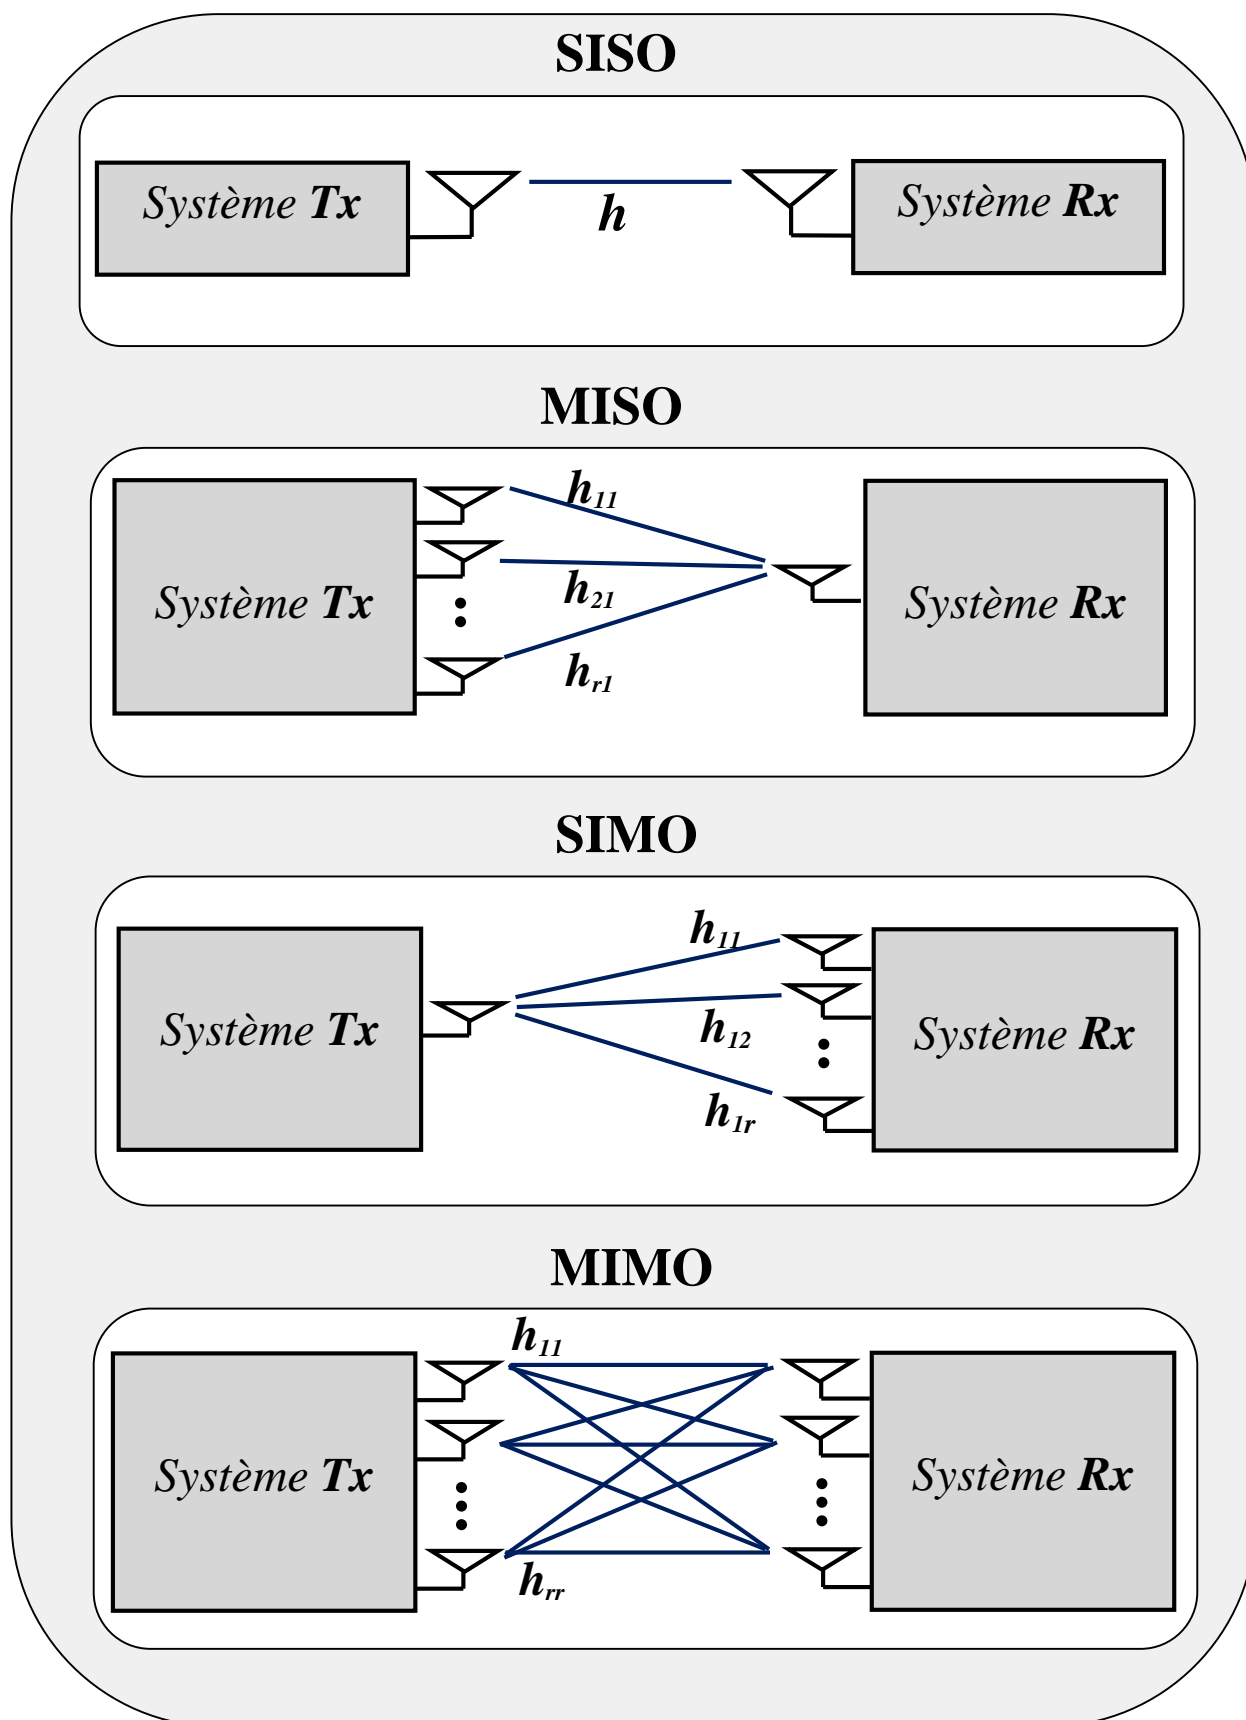 SISO
Système Tx
h
Système Rx
MISO
h11
Système Tx
h21
Système Rx
hr1
SIMO
h11
Système Tx
h12
Système Rx
h1r
MIMO
h11
Système Tx
Système Rx
hrr